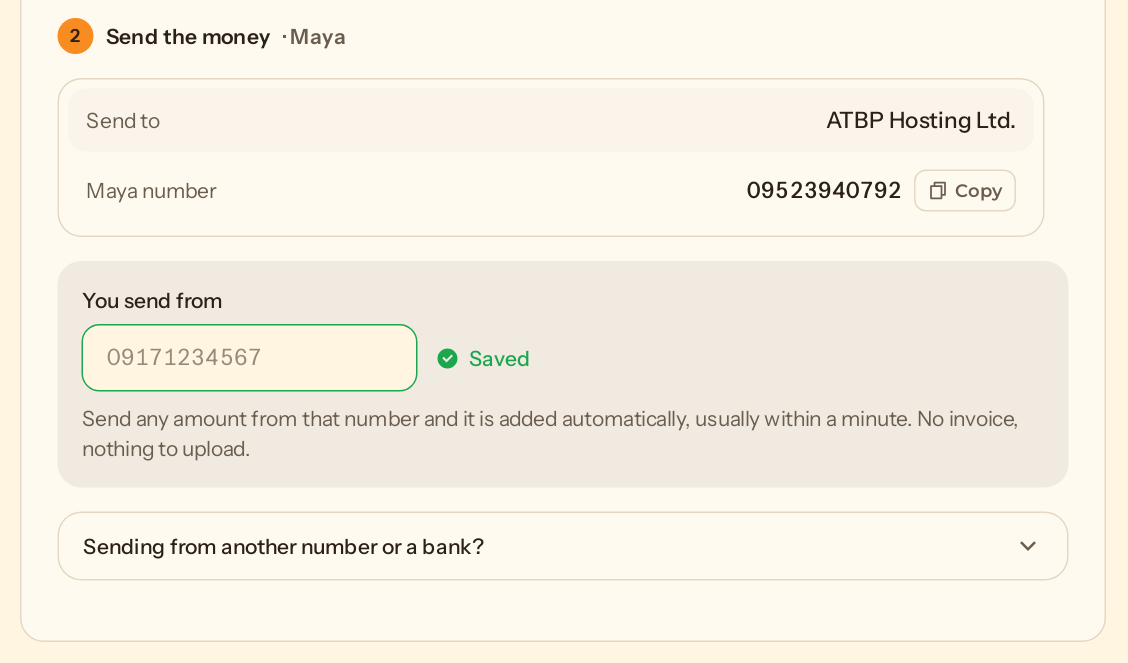 2 Send the money · Maya
Send to ATBP Hosting Ltd.
Maya number 09523940792 Copy
You send from
09171234567 Saved
Send any amount from that number and it is added automatically, usually within a minute. No invoice,
nothing to upload.
Sending from another number or a bank?